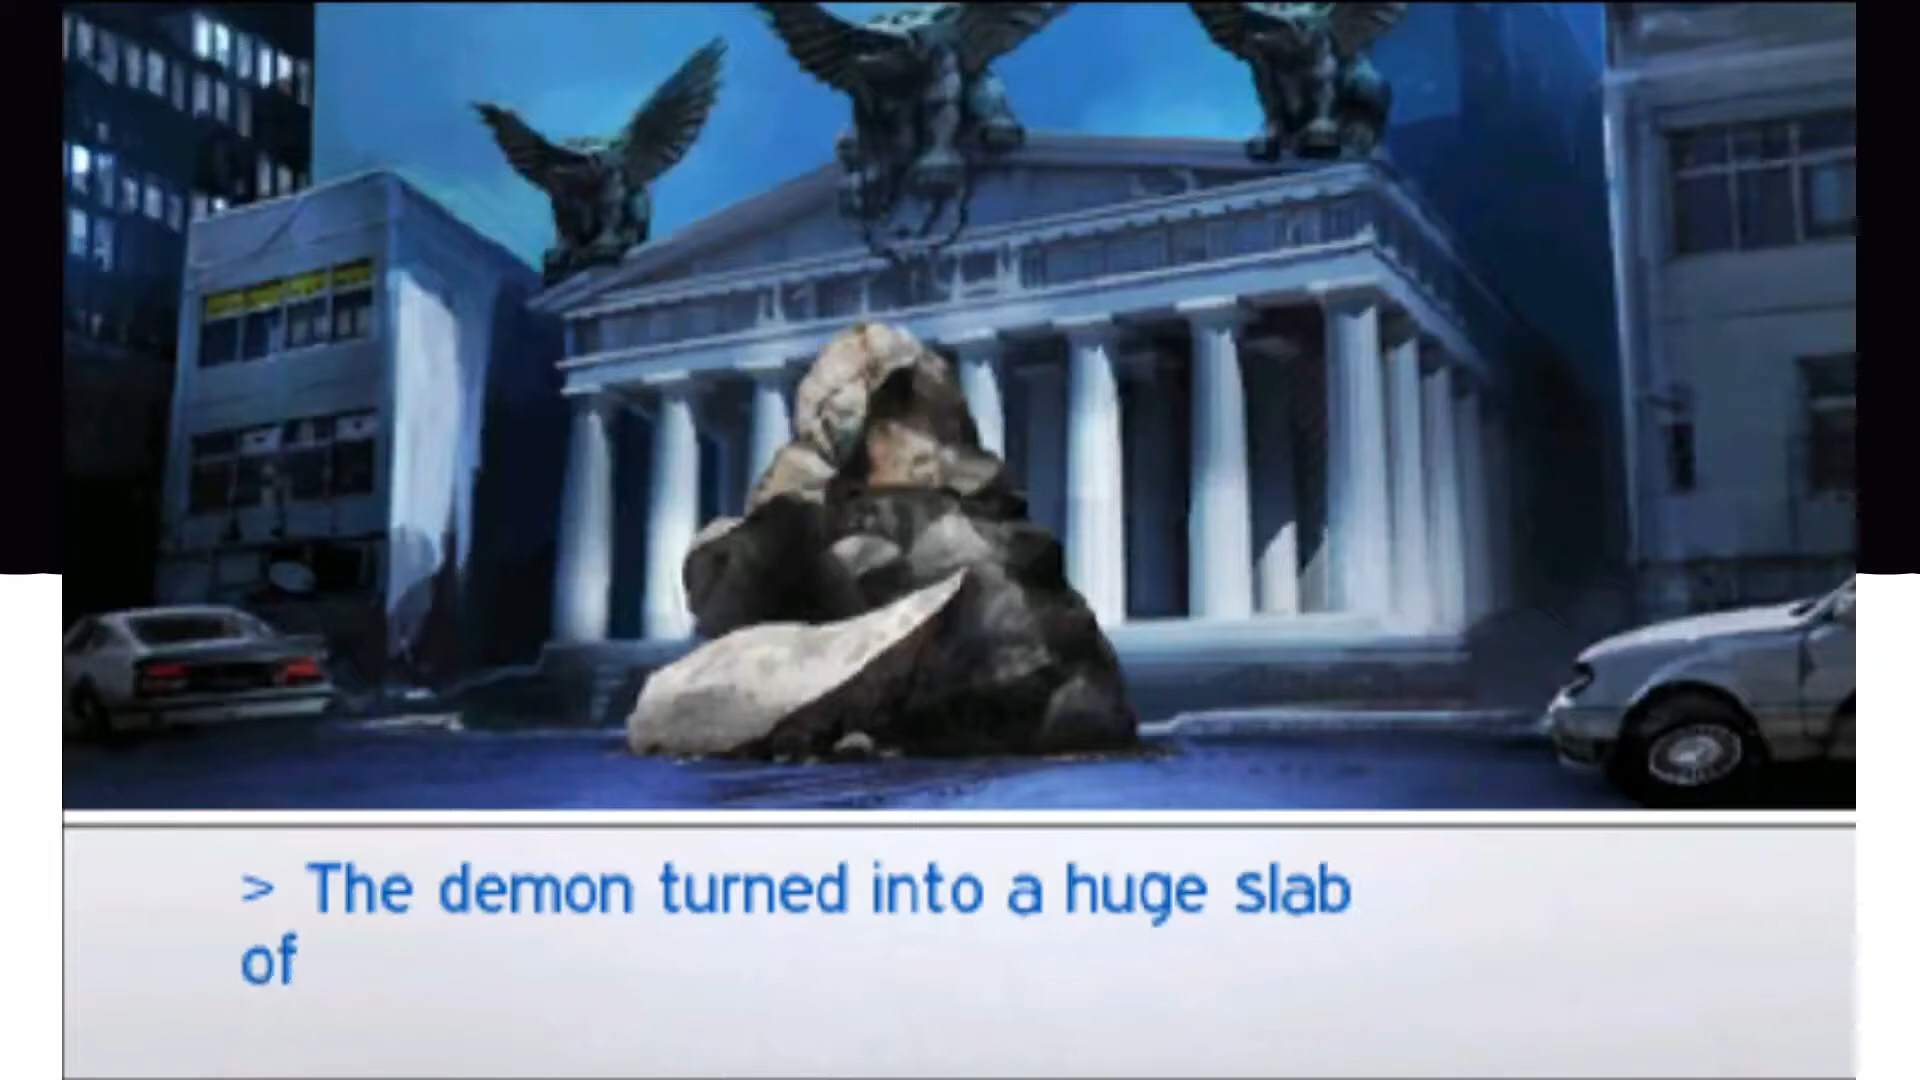 > The demon turned into a huge slab
of